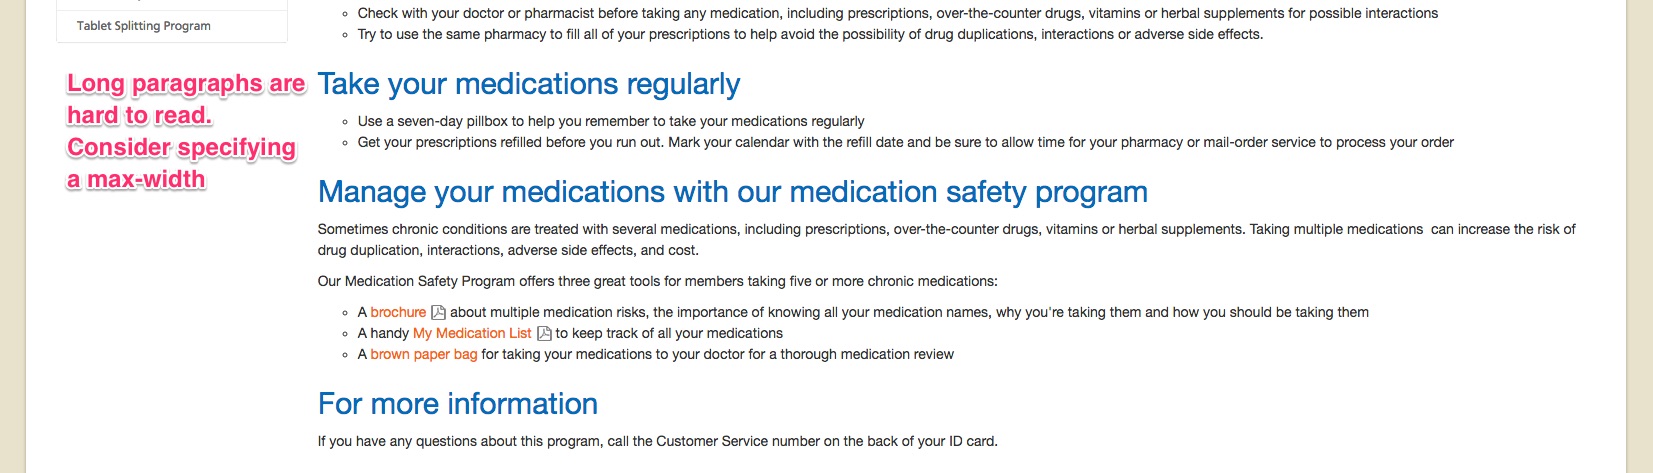 Tablet Splitting Program
Check with your doctor or pharmacist before taking any medication, including prescriptions, over-the-counter drugs, vitamins or herbal supplements for possible interactions
Try to use the same pharmacy to fill all of your prescriptions to help avoid the possibility of drug duplications, interactions or adverse side effects.
Long paragraphs are
hard to read.
Consider specifying
a max-width
Take your medications regularly
Use a seven-day pillbox to help you remember to take your medications regularly
Get your prescriptions refilled before you run out. Mark your calendar with the refill date and be sure to allow time for your pharmacy or mail-order service to process your order
Manage your medications with our medication safety program
Sometimes chronic conditions are treated with several medications, including prescriptions, over-the-counter drugs, vitamins or herbal supplements. Taking multiple medications  can increase the risk of
drug duplication, interactions, adverse side effects, and cost.
Our Medication Safety Program offers three great tools for members taking five or more chronic medications:
A brochure about multiple medication risks, the importance of knowing all your medication names, why you're taking them and how you should be taking them
A handy My Medication List to keep track of all your medications
A brown paper bag for taking your medications to your doctor for a thorough medication review
For more information
If you have any questions about this program, call the Customer Service number on the back of your ID card.